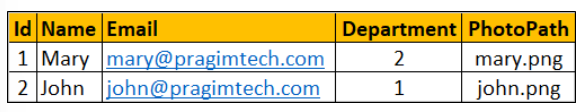 Id Name Email Department PhotoPath
1 Mary mary@pragimtech.com 2 mary.png
2 John john@pragimtech.com 1 john.png